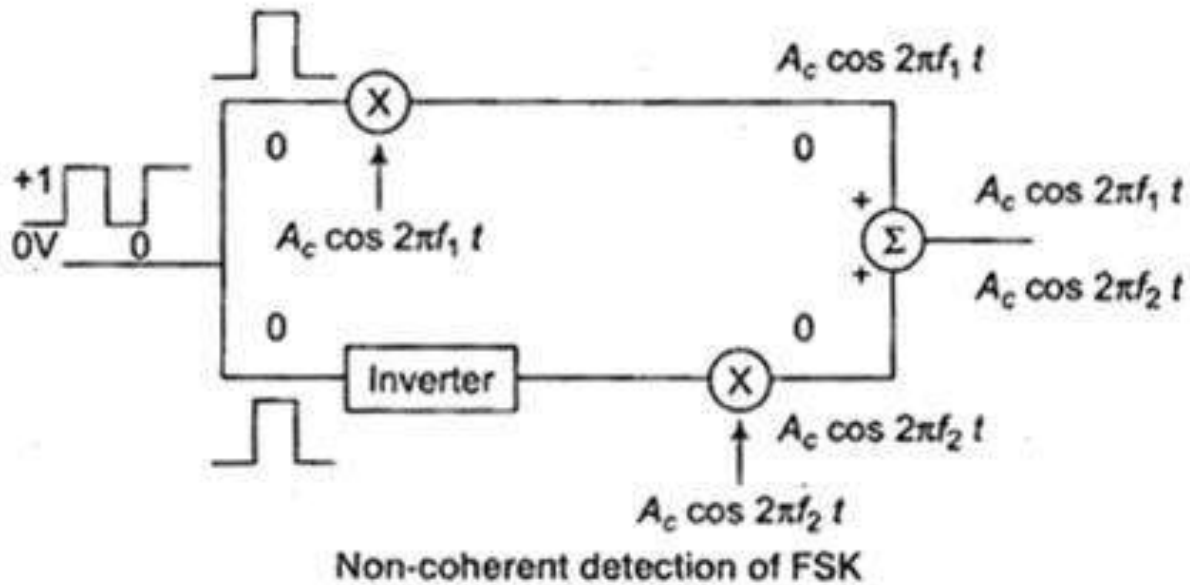 A_c cos 2πf_1 t
X
0
0
+1
0V
0
A_c cos 2πf_1 t
+
Σ
+
A_c cos 2πf_1 t
A_c cos 2πf_2 t
0
0
Inverter
X
A_c cos 2πf_2 t
A_c cos 2πf_2 t
Non-coherent detection of FSK